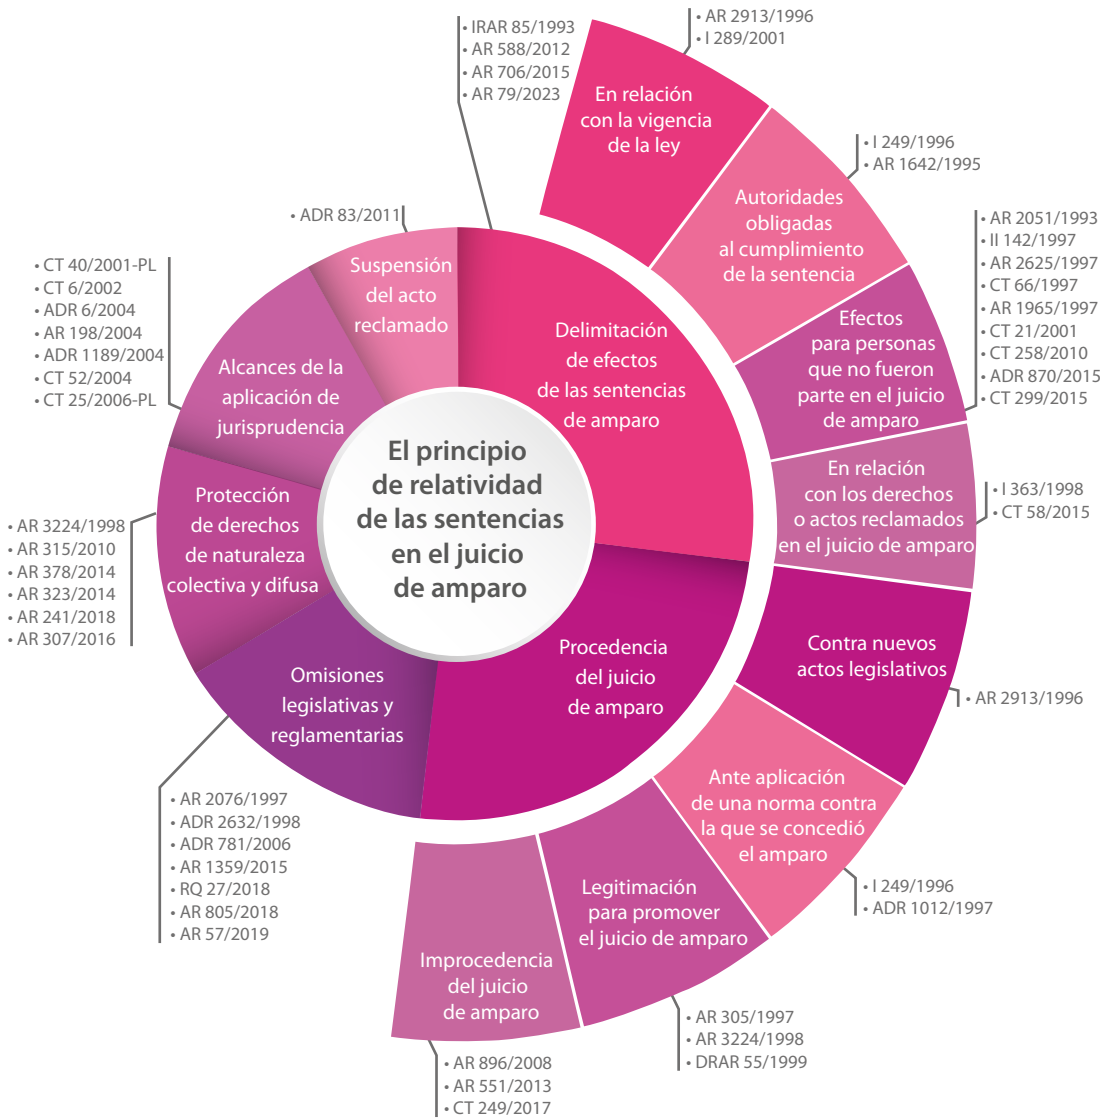 El principio
de relatividad
de las sentencias
en el juicio
de amparo
Delimitación
de efectos
de las sentencias
de amparo
• IRAR 85/1993
• AR 588/2012
• AR 706/2015
• AR 79/2023
En relación
con la vigencia
de la ley
• AR 2913/1996
• I 289/2001
Autoridades
obligadas
al cumplimiento
de la sentencia
• I 249/1996
• AR 1642/1995
Efectos
para personas
que no fueron
parte en el juicio
de amparo
• AR 2051/1993
• II 142/1997
• AR 2625/1997
• CT 66/1997
• AR 1965/1997
• CT 21/2001
• CT 258/2010
• ADR 870/2015
• CT 299/2015
En relación
con los derechos
o actos reclamados
en el juicio de amparo
• I 363/1998
• CT 58/2015
Procedencia
del juicio
de amparo
Contra nuevos
actos legislativos
• AR 2913/1996
Ante aplicación
de una norma contra
la que se concedió
el amparo
• I 249/1996
• ADR 1012/1997
Legitimación
para promover
el juicio de amparo
• AR 305/1997
• AR 3224/1998
• DRAR 55/1999
Improcedencia
del juicio
de amparo
• AR 896/2008
• AR 551/2013
• CT 249/2017
Omisiones
legislativas y
reglamentarias
• AR 2076/1997
• ADR 2632/1998
• ADR 781/2006
• AR 1359/2015
• RQ 27/2018
• AR 805/2018
• AR 57/2019
Protección
de derechos
de naturaleza
colectiva y difusa
• AR 3224/1998
• AR 315/2010
• AR 378/2014
• AR 323/2014
• AR 241/2018
• AR 307/2016
Alcances de la
aplicación de
jurisprudencia
• CT 40/2001-PL
• CT 6/2002
• ADR 6/2004
• AR 198/2004
• ADR 1189/2004
• CT 52/2004
• CT 25/2006-PL
Suspensión
del acto
reclamado
• ADR 83/2011